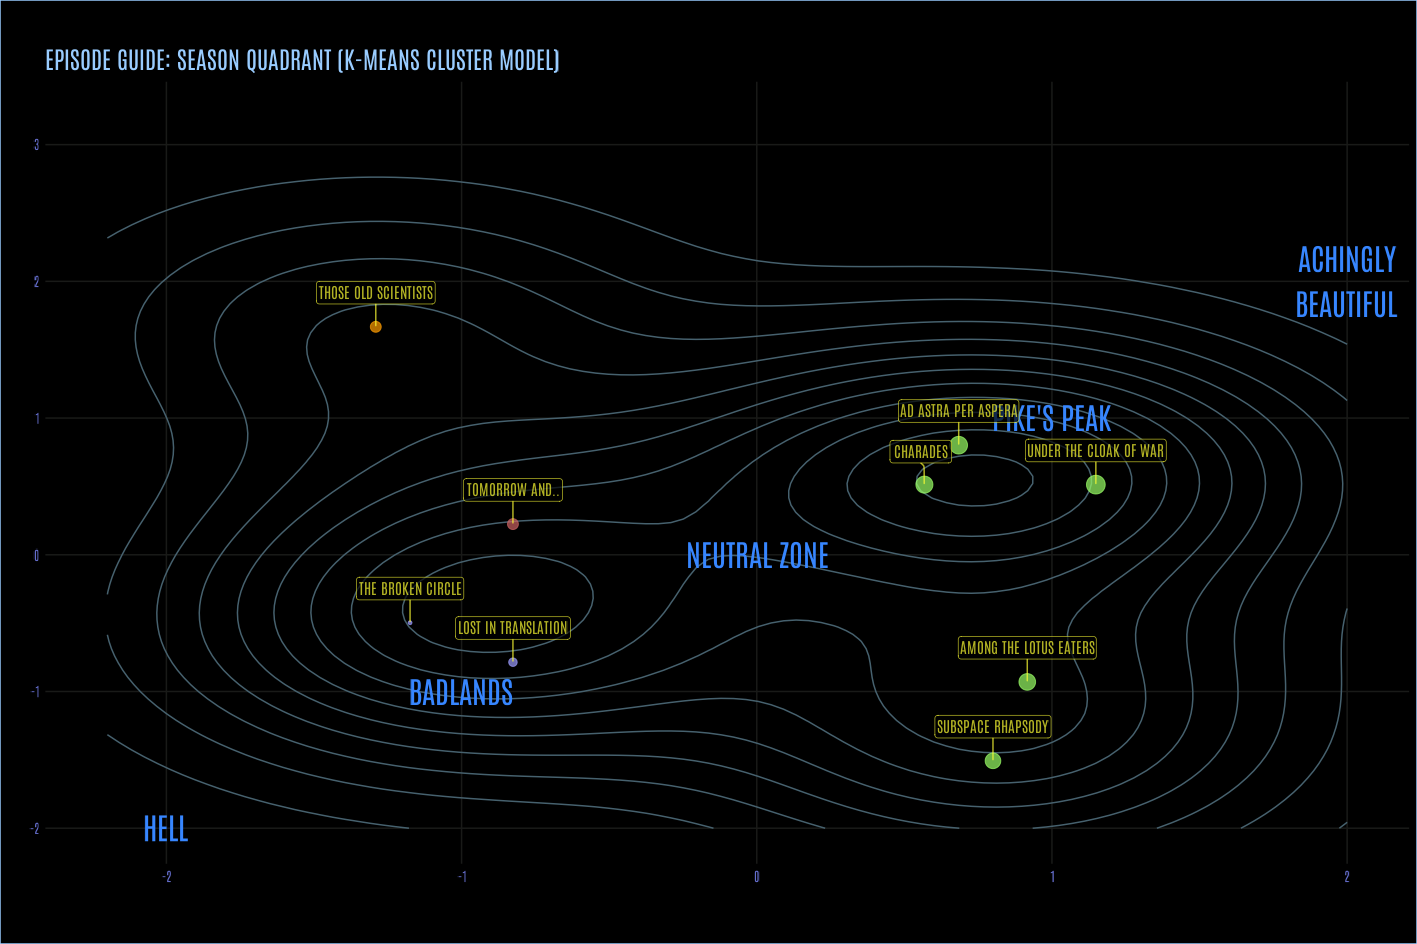 EPISODE GUIDE: SEASON QUADRANT (K-MEANS CLUSTER MODEL)
3
ACHINGLY
BEAUTIFUL
2
THOSE OLD SCIENTISTS
AD ASTRA PER ASPERA
PIKE'S PEAK
1
CHARADES
UNDER THE CLOAK OF WAR
TOMORROW AND..
NEUTRAL ZONE
0
THE BROKEN CIRCLE
LOST IN TRANSLATION
AMONG THE LOTUS EATERS
BADLANDS
-1
SUBSPACE RHAPSODY
HELL
-2
-2 -1 0 1 2